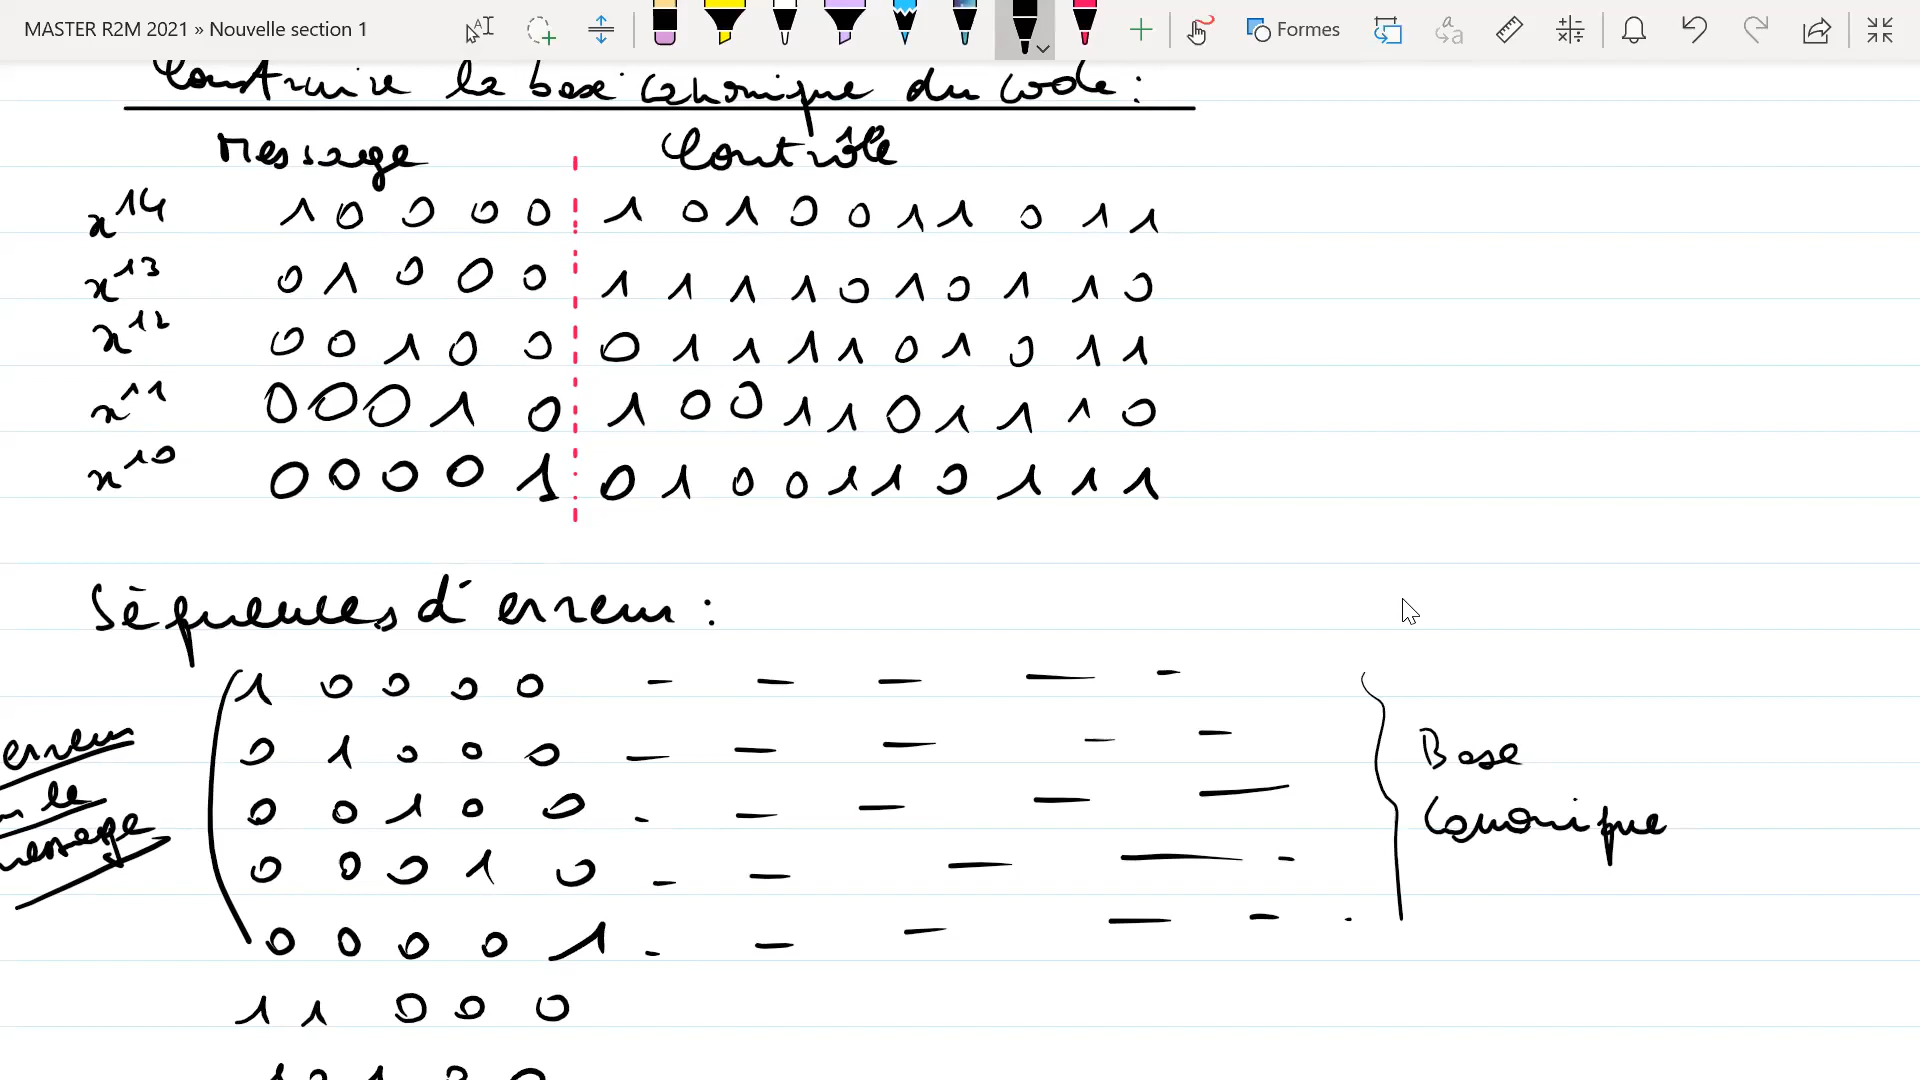 MASTER R2M 2021 » Nouvelle section 1
Formes
Construire la base canonique du code :
Message Contrôle
x^14 1 0 0 0 0 1 0 1 0 0 1 1 0 1 1
x^13 0 1 0 0 0 1 1 1 1 0 1 0 1 1 0
x^12 0 0 1 0 0 0 1 1 1 1 0 1 0 1 1
x^11 0 0 0 1 0 1 0 0 1 1 0 1 1 1 0
x^10 0 0 0 0 1 0 1 0 0 1 1 0 1 1 1
Séquences d'erreur :
1 0 0 0 0 - - - - -
0 1 0 0 0 - - - - -
0 0 1 0 0 - - - - -
0 0 0 1 0 - - - - -
0 0 0 0 1 - - - - - -
1 1 0 0 0
erreur
le
message
Base
Canonique